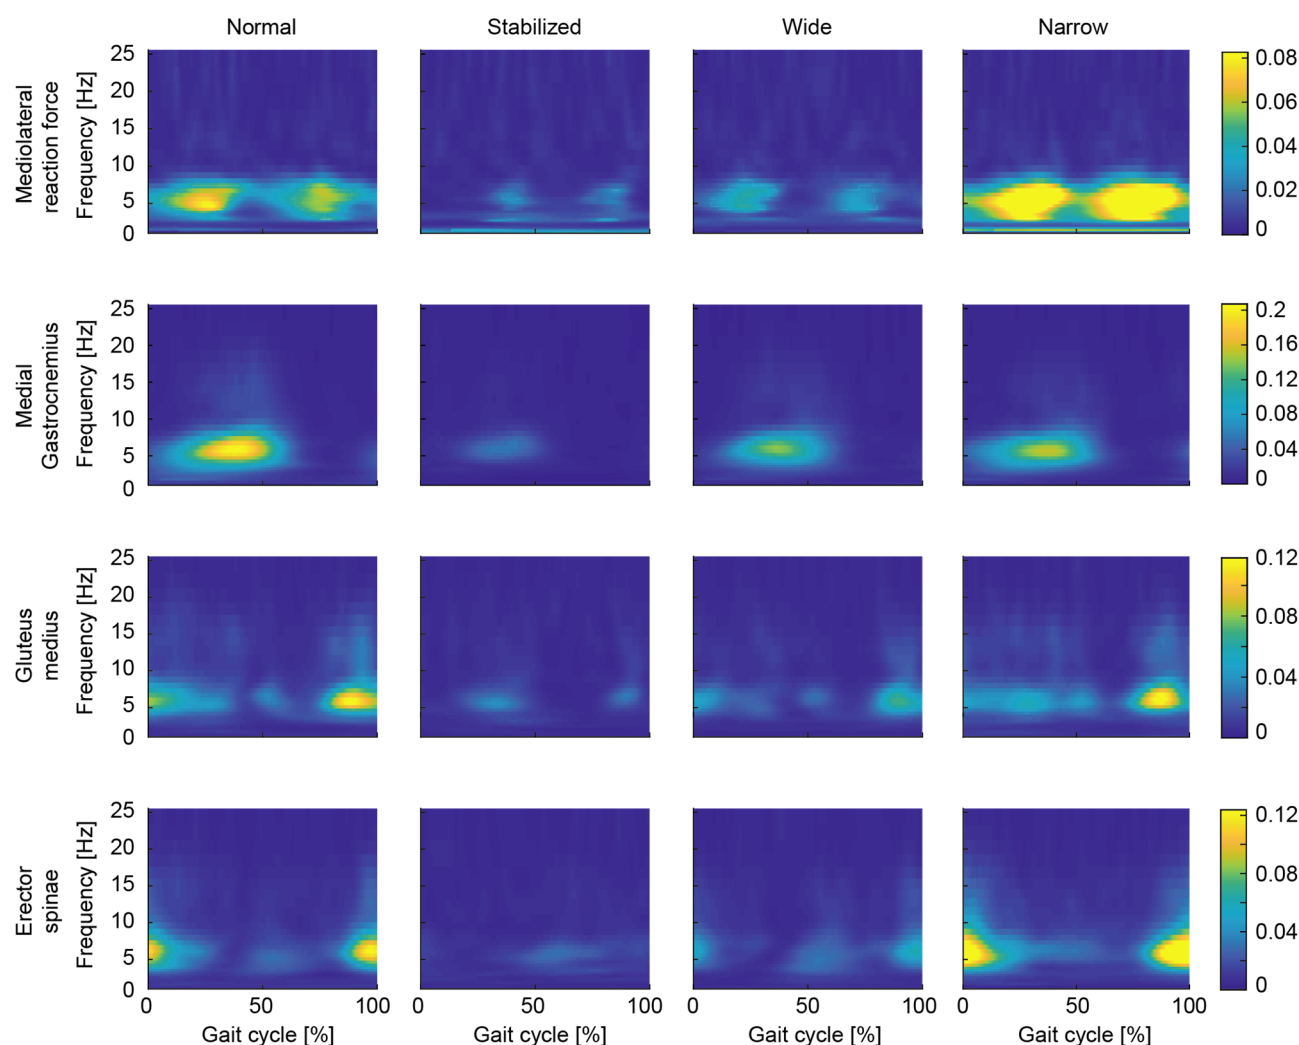 Normal Stabilized Wide Narrow
Mediolateral
reaction force
Frequency [Hz]
25
20
15
10
5
0
0.08
0.06
0.04
0.02
0
Medial
Gastrocnemius
Frequency [Hz]
25
20
15
10
5
0
0.2
0.16
0.12
0.08
0.04
0
Gluteus
medius
Frequency [Hz]
25
20
15
10
5
0
0.12
0.08
0.04
0
Erector
spinae
Frequency [Hz]
25
20
15
10
5
0
0.12
0.08
0.04
0
0 50 100 0 50 100 0 50 100 0 50 100
Gait cycle [%] Gait cycle [%] Gait cycle [%] Gait cycle [%]